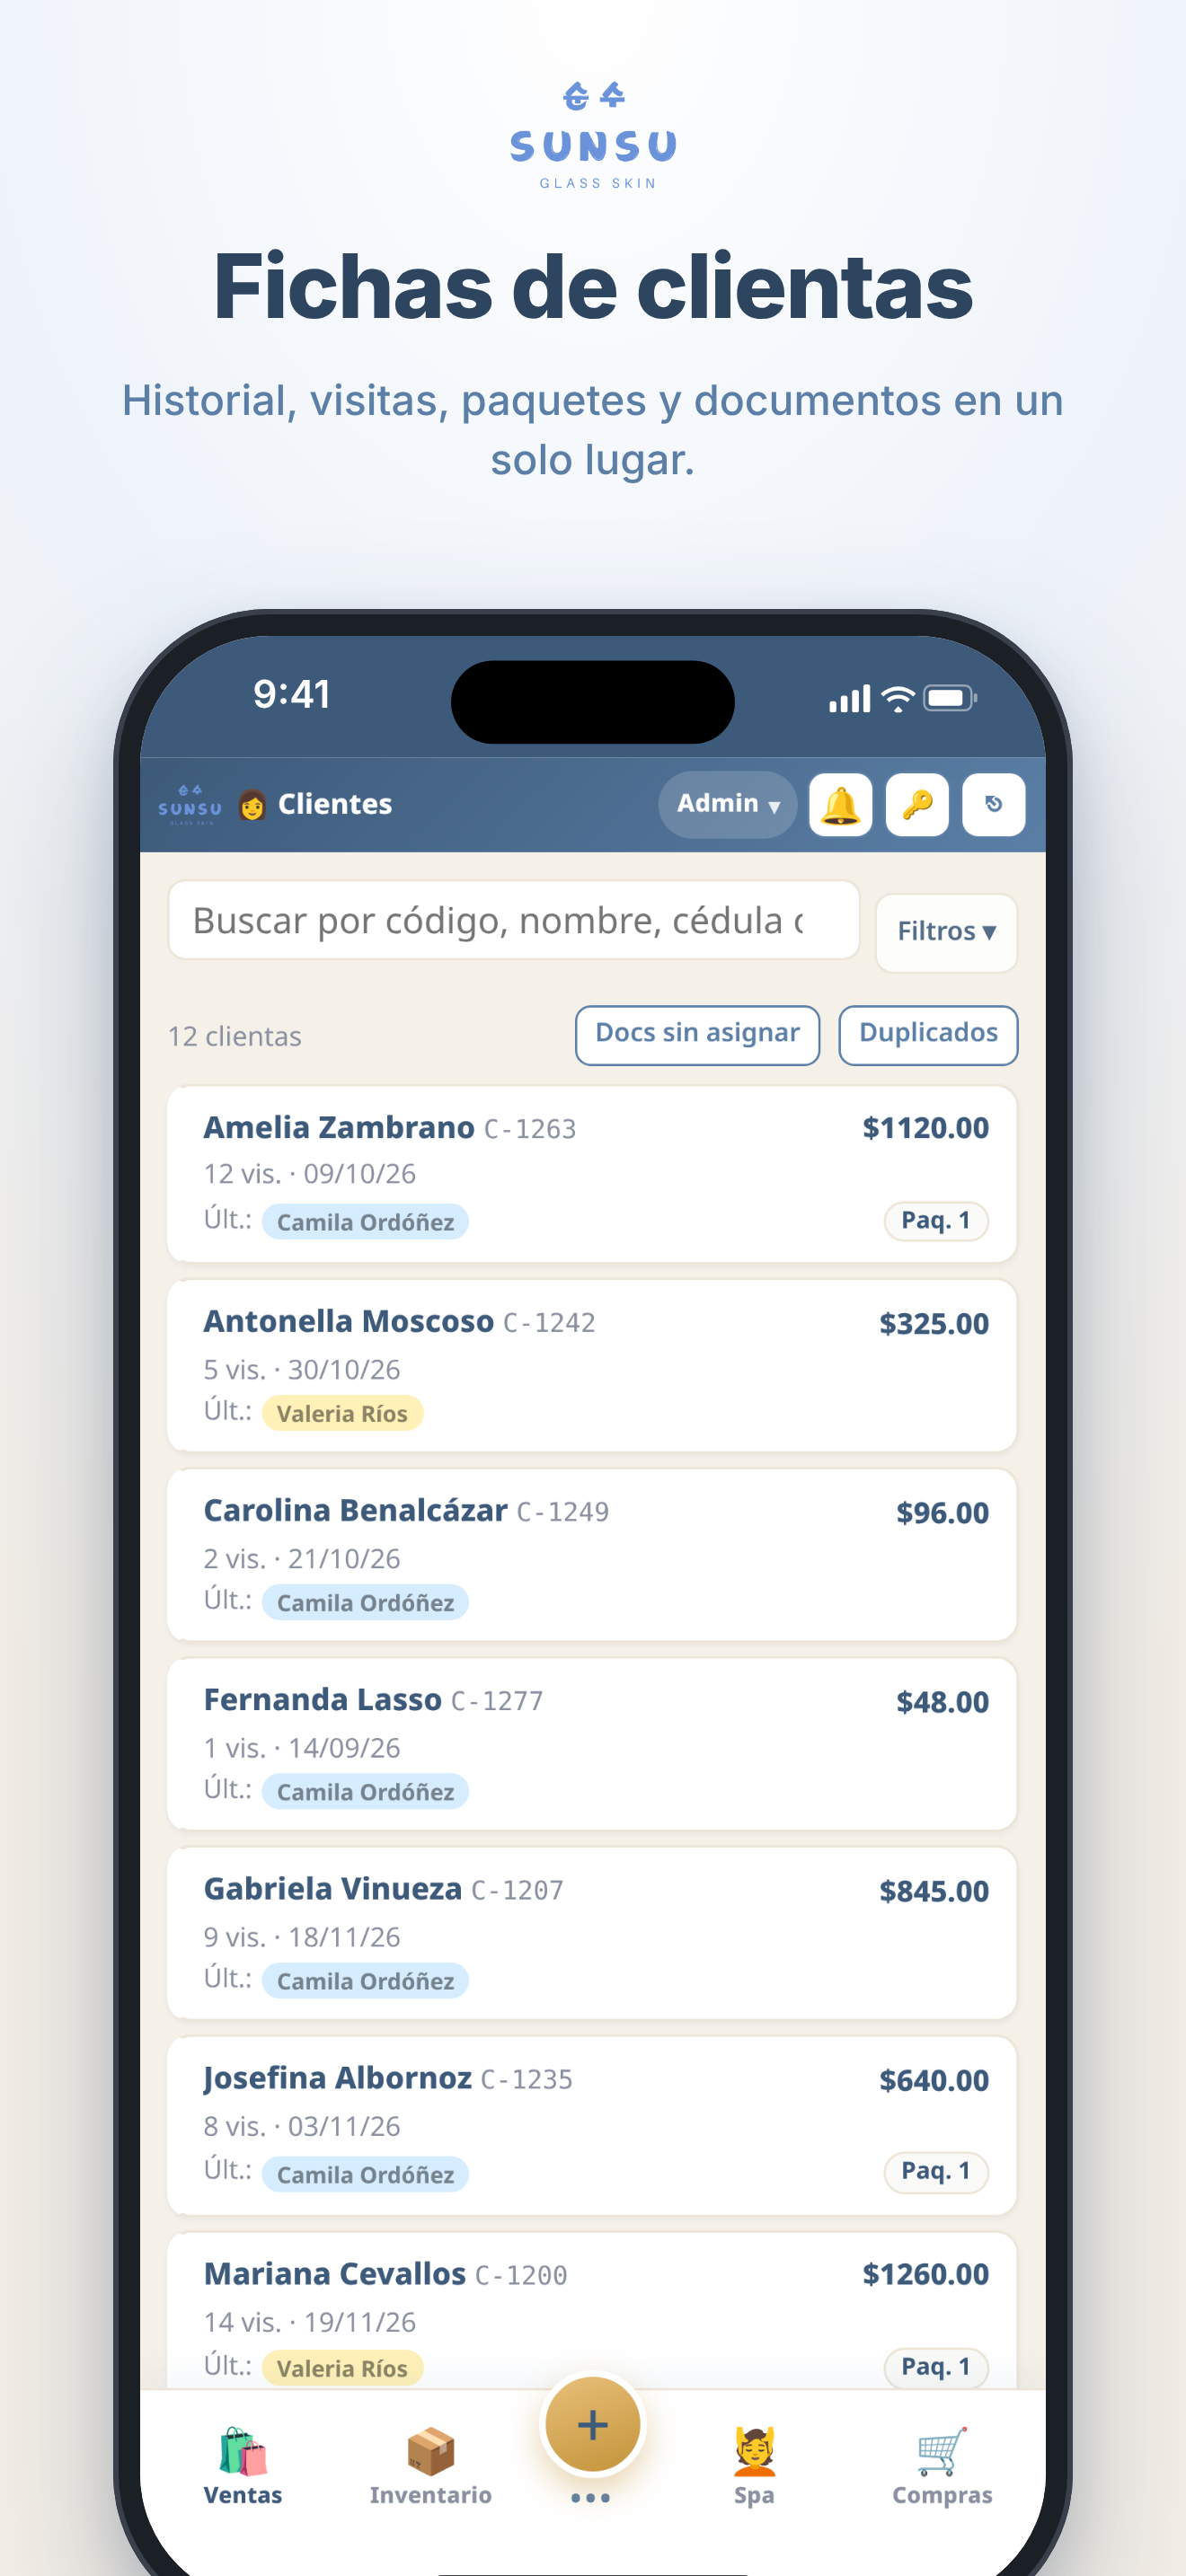 SUNSU
GLASS SKIN
Fichas de clientas
Historial, visitas, paquetes y documentos en un
solo lugar.
9:41
SUNSU
GLASS SKIN
Clientes
Admin ▾
Buscar por código, nombre, cédula
Filtros ▾
12 clientas
Docs sin asignar
Duplicados
Amelia Zambrano C-1263
$1120.00
12 vis. · 09/10/26
Últ.: Camila Ordóñez
Paq. 1
Antonella Moscoso C-1242
$325.00
5 vis. · 30/10/26
Últ.: Valeria Ríos
Carolina Benalcázar C-1249
$96.00
2 vis. · 21/10/26
Últ.: Camila Ordóñez
Fernanda Lasso C-1277
$48.00
1 vis. · 14/09/26
Últ.: Camila Ordóñez
Gabriela Vinueza C-1207
$845.00
9 vis. · 18/11/26
Últ.: Camila Ordóñez
Josefina Albornoz C-1235
$640.00
8 vis. · 03/11/26
Últ.: Camila Ordóñez
Paq. 1
Mariana Cevallos C-1200
$1260.00
14 vis. · 19/11/26
Últ.: Valeria Ríos
Paq. 1
+
Ventas
Inventario
•••
Spa
Compras